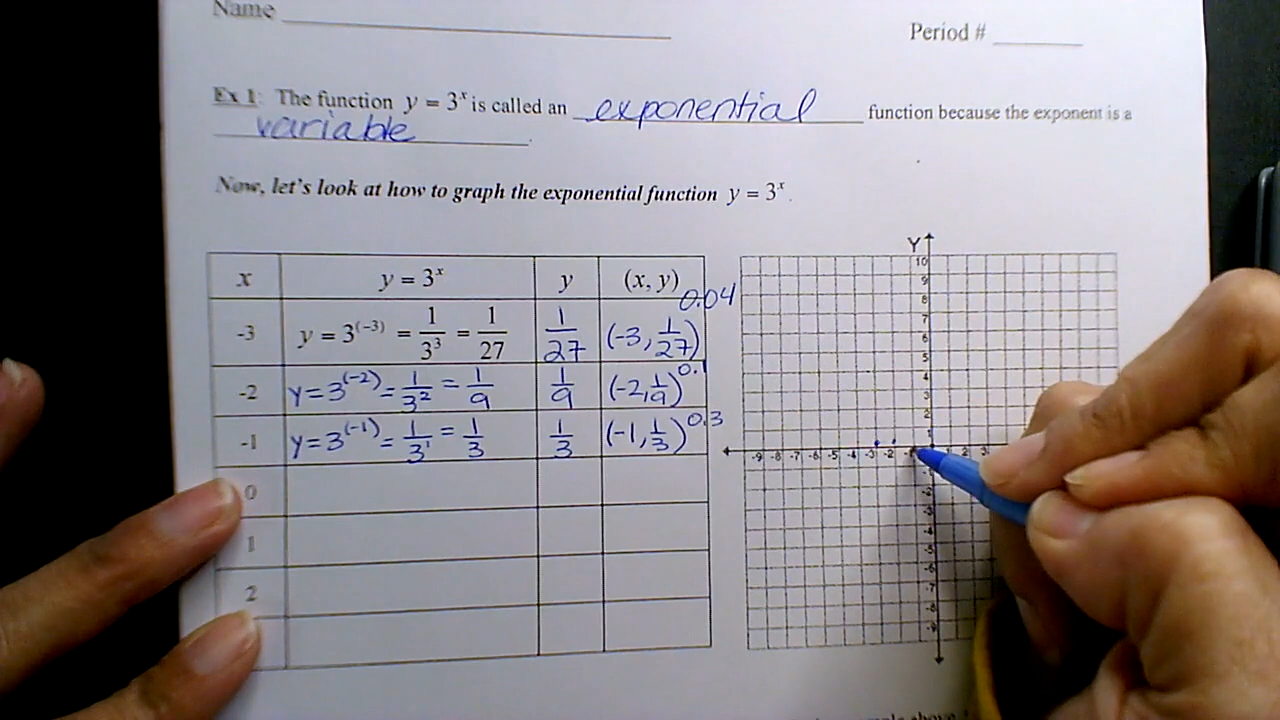 Name
Period #
Ex 1: The function y = 3^x is called an exponential function because the exponent is a
variable.
Now, let's look at how to graph the exponential function y = 3^x.
x y = 3^x y (x, y)
0.04
-3 y = 3^(-3) = 1/3^3 = 1/27 1/27 (-3, 1/27)
-2 y=3^(-2) = 1/3^2 = 1/9 1/9 (-2, 1/9) 0.1
-1 y=3^(-1) = 1/3^1 = 1/3 1/3 (-1, 1/3) 0.3
0
1
2
Y
10
9
8
7
6
5
4
3
2
1
-9 -8 -7 -6 -5 -4 -3 -2 2 3
-2
-3
-4
-5
-6
-7
-8
-9